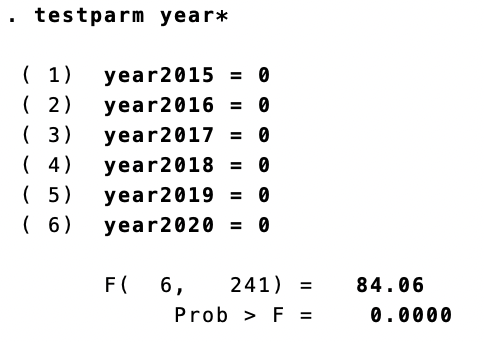 . testparm year*
( 1) year2015 = 0
( 2) year2016 = 0
( 3) year2017 = 0
( 4) year2018 = 0
( 5) year2019 = 0
( 6) year2020 = 0
F( 6, 241) = 84.06
Prob > F = 0.0000